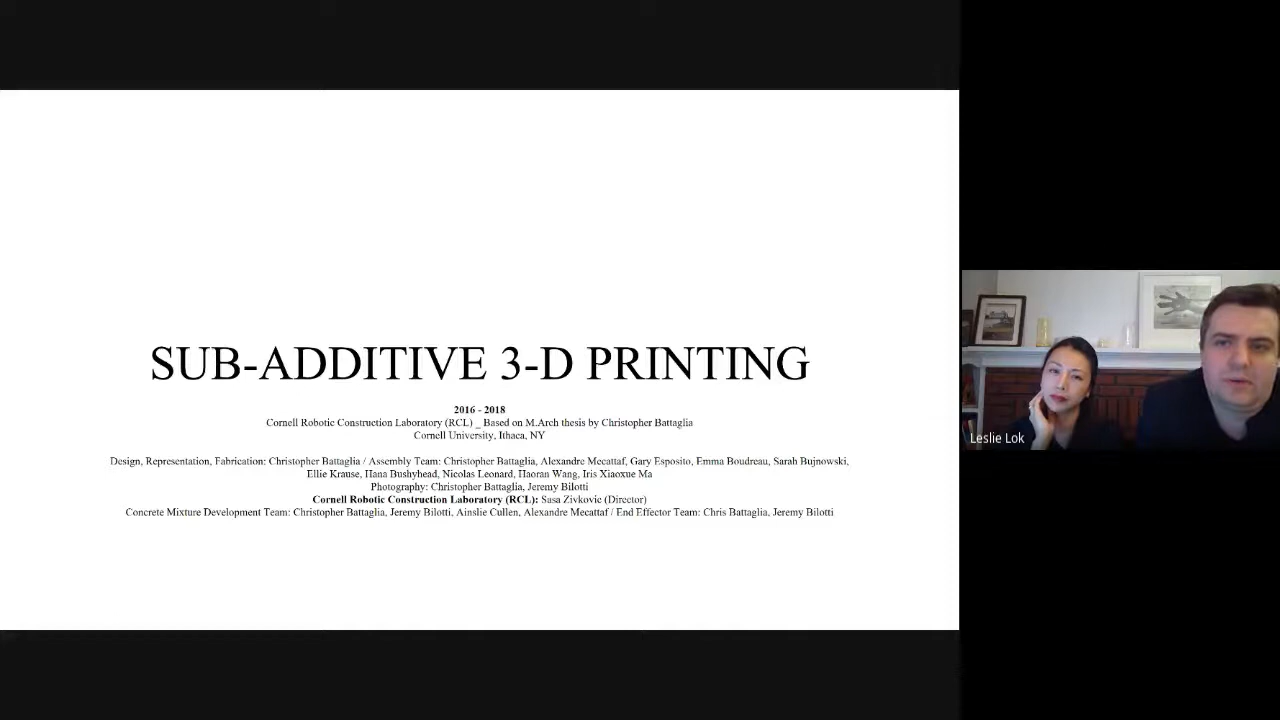 SUB-ADDITIVE 3-D PRINTING
2016 - 2018
Cornell Robotic Construction Laboratory (RCL) _ Based on M.Arch thesis by Christopher Battaglia
Cornell University, Ithaca, NY
Design, Representation, Fabrication: Christopher Battaglia / Assembly Team: Christopher Battaglia, Alexandre Mecattaf, Gary Esposito, Emma Boudreau, Sarah Bujnowski,
Ellie Krause, Hana Bushyhead, Nicolas Leonard, Haoran Wang, Iris Xiaoxue Ma
Photography: Christopher Battaglia, Jeremy Bilotti
Cornell Robotic Construction Laboratory (RCL): Sasa Zivkovic (Director)
Concrete Mixture Development Team: Christopher Battaglia, Jeremy Bilotti, Ainslie Cullen, Alexandre Mecattaf / End Effector Team: Chris Battaglia, Jeremy Bilotti
Leslie Lok